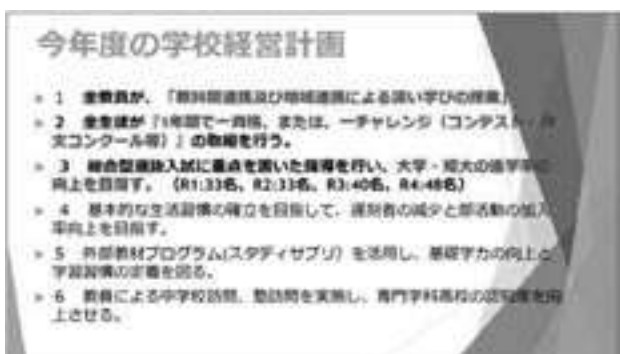 今年度の学校経営計画
1 全教員が、「教科間連携及び地域連携による深い学びの授業」
2 全生徒が「1年間で一資格、または、一チャレンジ(コンテスト・作
文コンクール等)」の取組を行う。
3 総合型選抜入試に重点を置いた指導を行い、大学・短大の進学率の
向上を目指す。(R1:33名、R2:33名、R3:40名、R4:48名)
4 基本的な生活習慣の確立を目指して、遅刻者の減少と部活動の加入
率向上を目指す。
5 外部教材プログラム(スタディサプリ)を活用し、基礎学力の向上と
学習習慣の定着を図る。
6 教員による中学校訪問、塾訪問を実施し、専門学科高校の認知度を向
上させる。